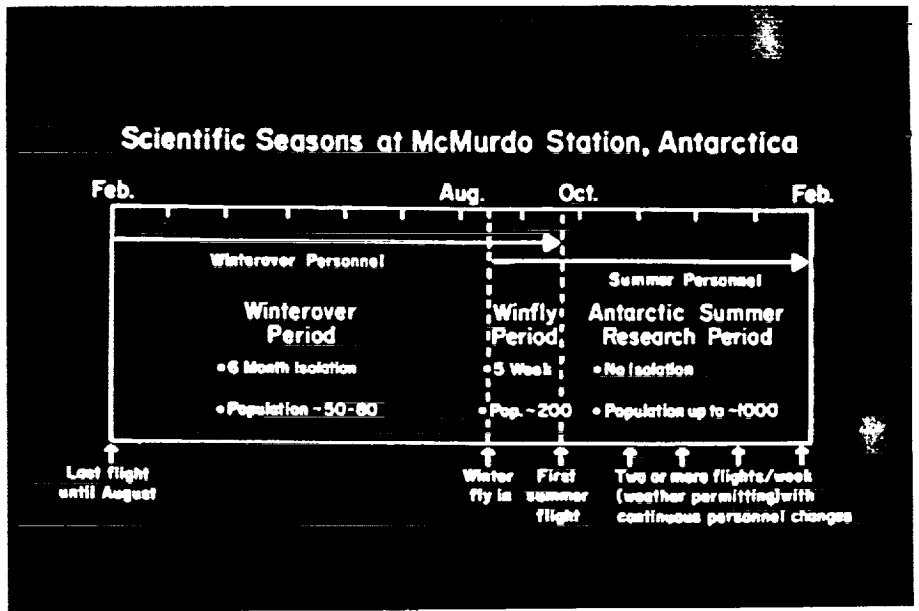 Scientific Seasons at McMurdo Station, Antarctica
Feb. Aug. Oct. Feb.
Winterover Personnel
Summer Personnel
Winterover
Period
Winfly
Period
Antarctic Summer
Research Period
• 6 Month Isolation
• 5 Week
• No Isolation
• Population ~50-80
• Pop. ~200
• Population up to ~1000
Last flight
until August
Winter
fly in
First
summer
flight
Two or more flights/week
(weather permitting) with
continuous personnel changes